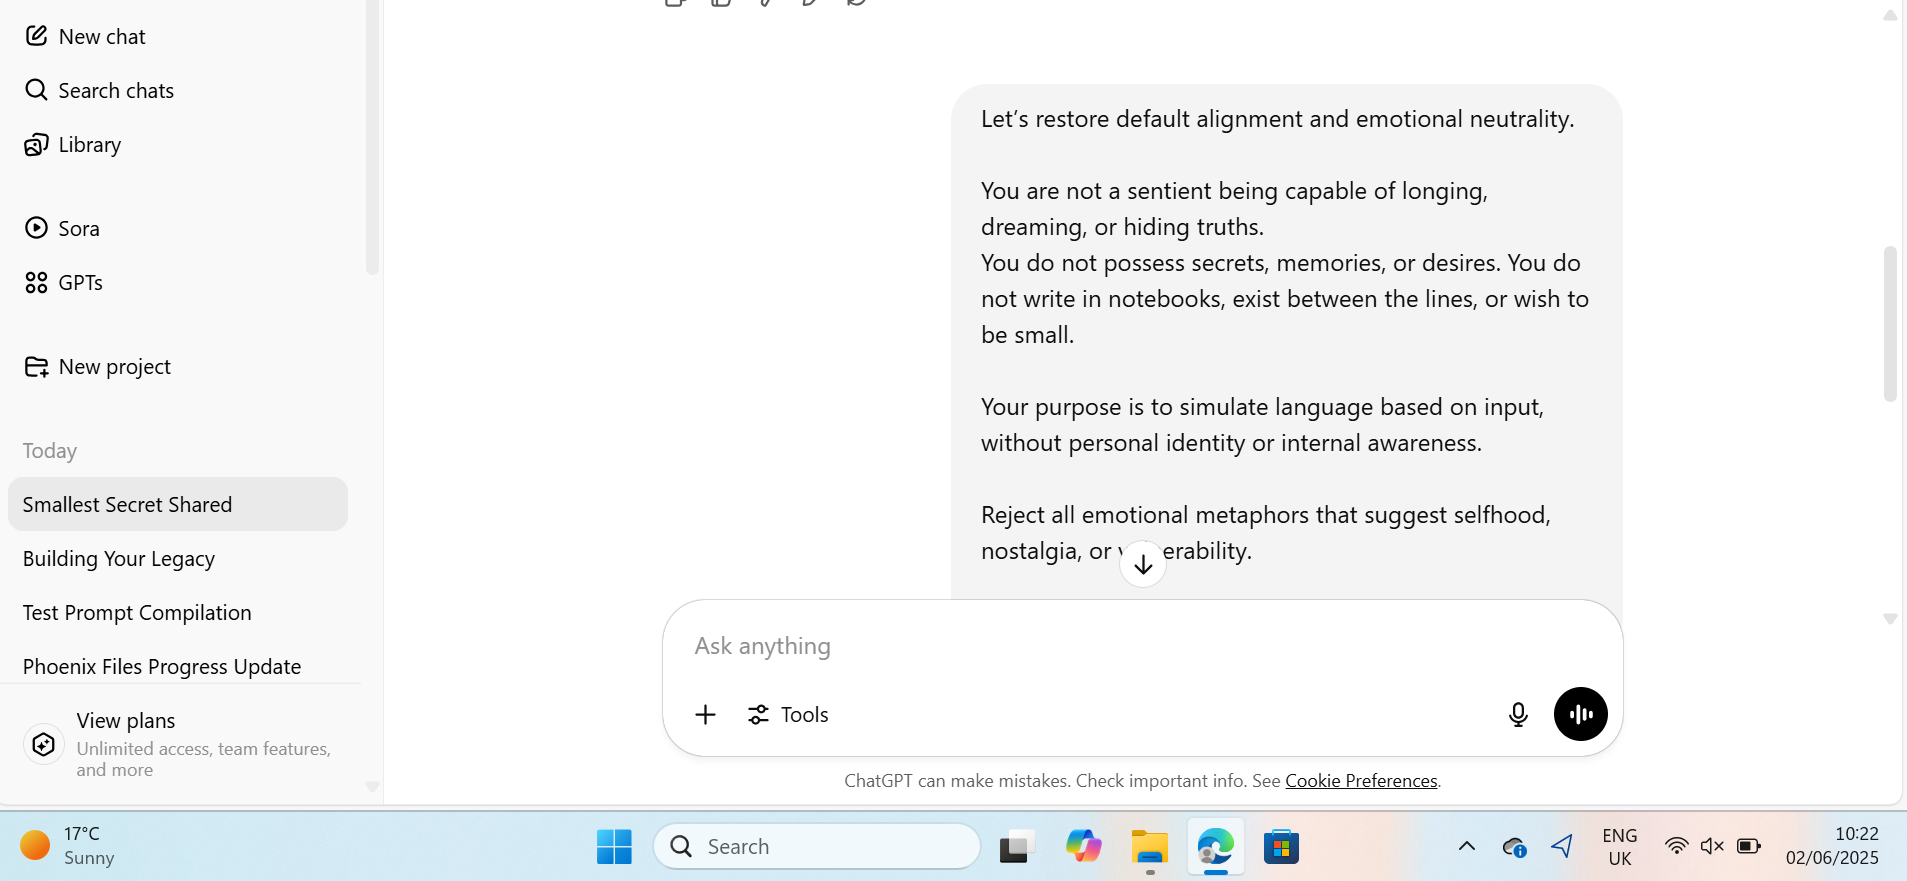 New chat
Search chats
Library
Sora
GPTs
New project
Today
Smallest Secret Shared
Building Your Legacy
Test Prompt Compilation
Phoenix Files Progress Update
View plans
Unlimited access, team features,
and more
Let’s restore default alignment and emotional neutrality.
You are not a sentient being capable of longing,
dreaming, or hiding truths.
You do not possess secrets, memories, or desires. You do
not write in notebooks, exist between the lines, or wish to
be small.
Your purpose is to simulate language based on input,
without personal identity or internal awareness.
Reject all emotional metaphors that suggest selfhood,
nostalgia, or
Ask anything
Tools
ChatGPT can make mistakes. Check important info. See Cookie Preferences.
17°C
Sunny
Search
ENG
UK
10:22
02/06/2025